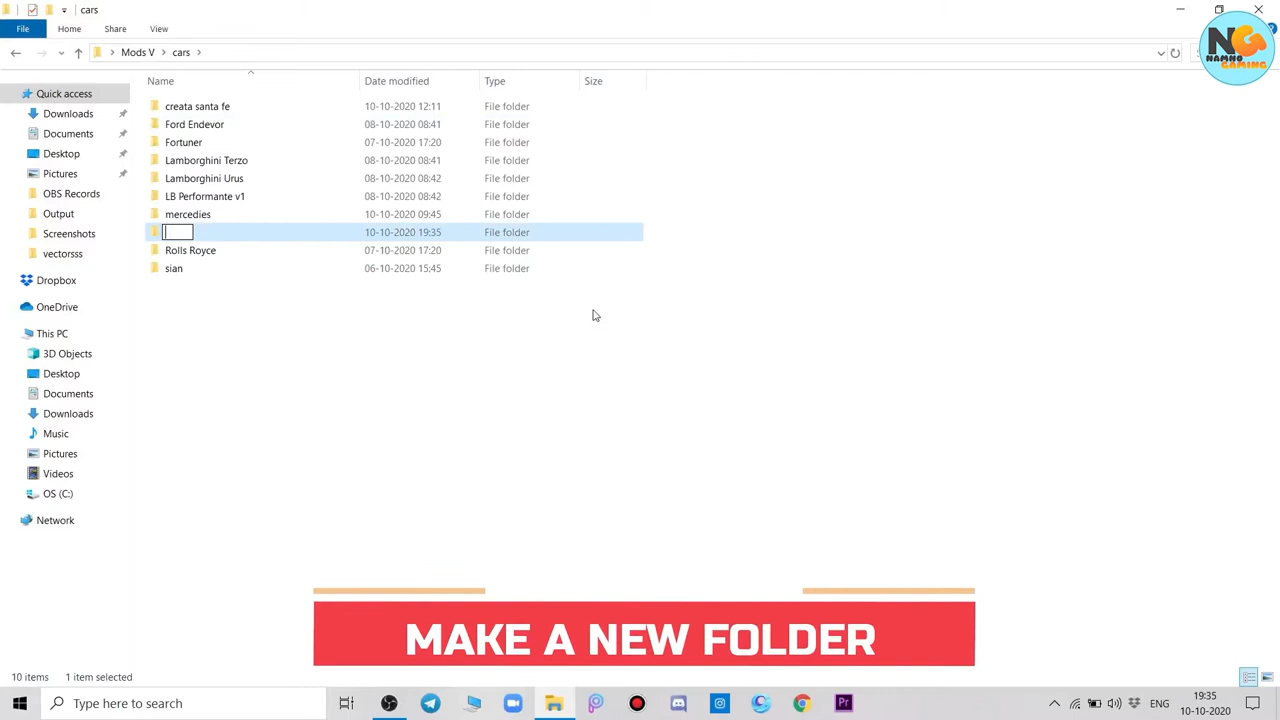 cars
File Home Share View
Mods V cars
Name Date modified Type Size
Quick access
Downloads
Documents
Desktop
Pictures
OBS Records
Output
Screenshots
vectorsss
Dropbox
OneDrive
This PC
3D Objects
Desktop
Documents
Downloads
Music
Pictures
Videos
OS (C:)
Network
creata santa fe 10-10-2020 12:11 File folder
Ford Endevor 08-10-2020 08:41 File folder
Fortuner 07-10-2020 17:20 File folder
Lamborghini Terzo 08-10-2020 08:41 File folder
Lamborghini Urus 08-10-2020 08:42 File folder
LB Performante v1 08-10-2020 08:42 File folder
mercedies 10-10-2020 09:45 File folder
10-10-2020 19:35 File folder
Rolls Royce 07-10-2020 17:20 File folder
sian 06-10-2020 15:45 File folder
NG
NAMNO
GAMING
MAKE A NEW FOLDER
10 items 1 item selected
Type here to search
Pr
ENG
19:35
10-10-2020